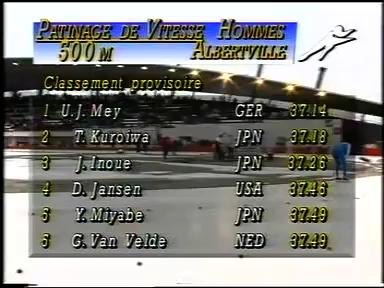 PATINAGE DE VITESSE HOMMES
500 M ALBERTVILLE
Classement provisoire
1 U.J. Mey GER 37.14
2 T. Kuroiwa JPN 37.18
3 J. Inoue JPN 37.26
4 D. Jansen USA 37.46
5 Y. Miyabe JPN 37.49
5 G. Van Velde NED 37.49